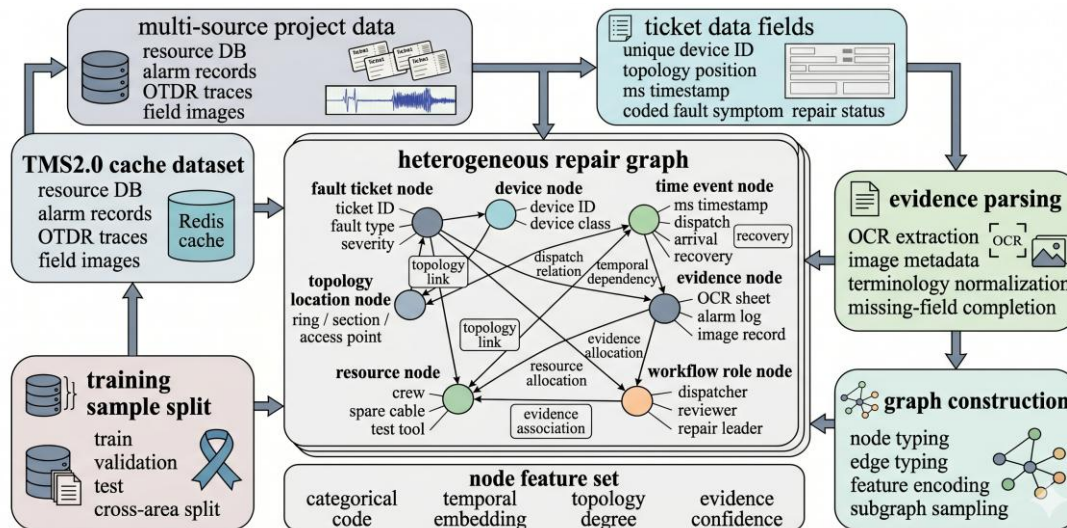 multi-source project data
resource DB
alarm records
OTDR traces
field images
ticket data fields
unique device ID
topology position
ms timestamp
coded fault symptom repair status
TMS2.0 cache dataset
resource DB
alarm records
OTDR traces
field images
Redis
cache
heterogeneous repair graph
fault ticket node
ticket ID
fault type
severity
device node
device ID
device class
time event node
ms timestamp
dispatch
arrival
recovery
recovery
topology
link
dispatch
relation
temporal
dependency
topology
location node
ring / section /
access point
evidence node
OCR sheet
alarm log
image record
topology
link
evidence
allocation
resource
allocation
resource node
crew
spare cable
test tool
evidence
association
workflow role node
dispatcher
reviewer
repair leader
evidence parsing
OCR extraction
OCR
image metadata
terminology normalization
missing-field completion
training
sample split
train
validation
test
cross-area split
graph construction
node typing
edge typing
feature encoding
subgraph sampling
node feature set
categorical
code
temporal
embedding
topology
degree
evidence
confidence